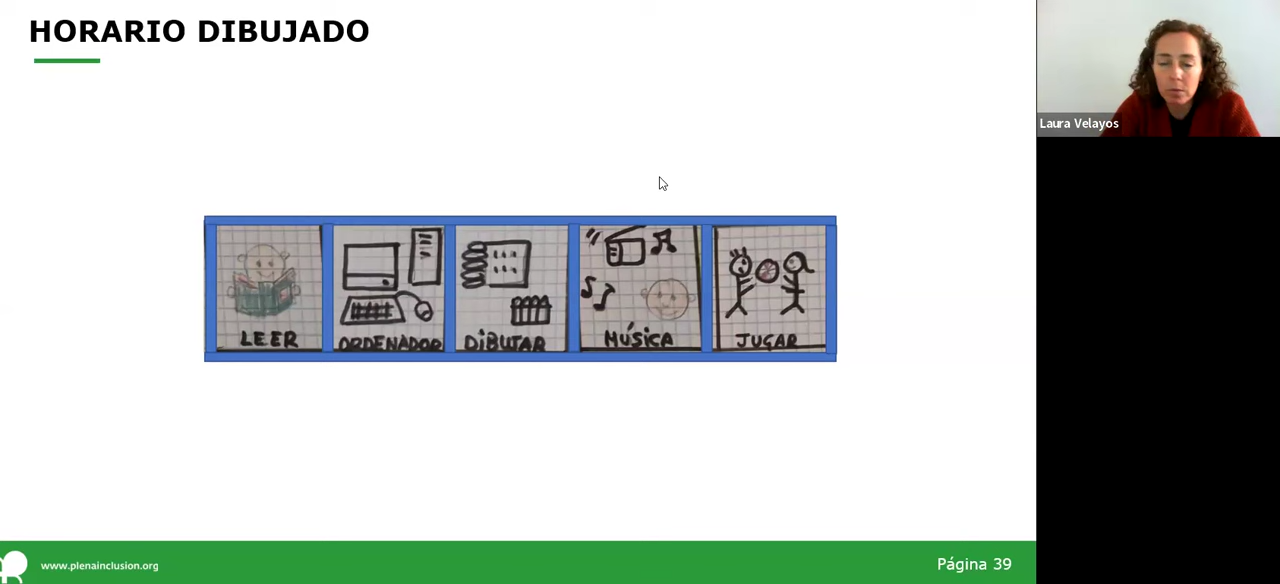 HORARIO DIBUJADO
Laura Velayos
LEER
ORDENADOR
DIBUJAR
MÚSICA
JUGAR
www.plenainclusion.org
Página 39